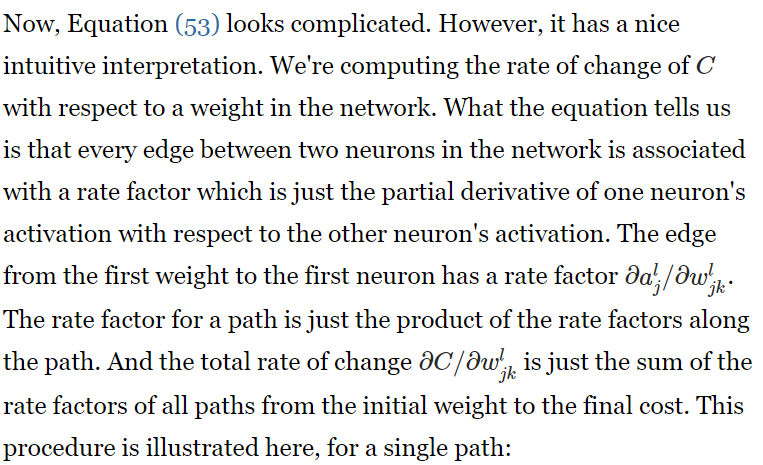 Now, Equation (53) looks complicated. However, it has a nice
intuitive interpretation. We're computing the rate of change of C
with respect to a weight in the network. What the equation tells us
is that every edge between two neurons in the network is associated
with a rate factor which is just the partial derivative of one neuron's
activation with respect to the other neuron's activation. The edge
from the first weight to the first neuron has a rate factor ∂a^l_j/∂w^l_{jk}.
The rate factor for a path is just the product of the rate factors along
the path. And the total rate of change ∂C/∂w^l_{jk} is just the sum of the
rate factors of all paths from the initial weight to the final cost. This
procedure is illustrated here, for a single path: